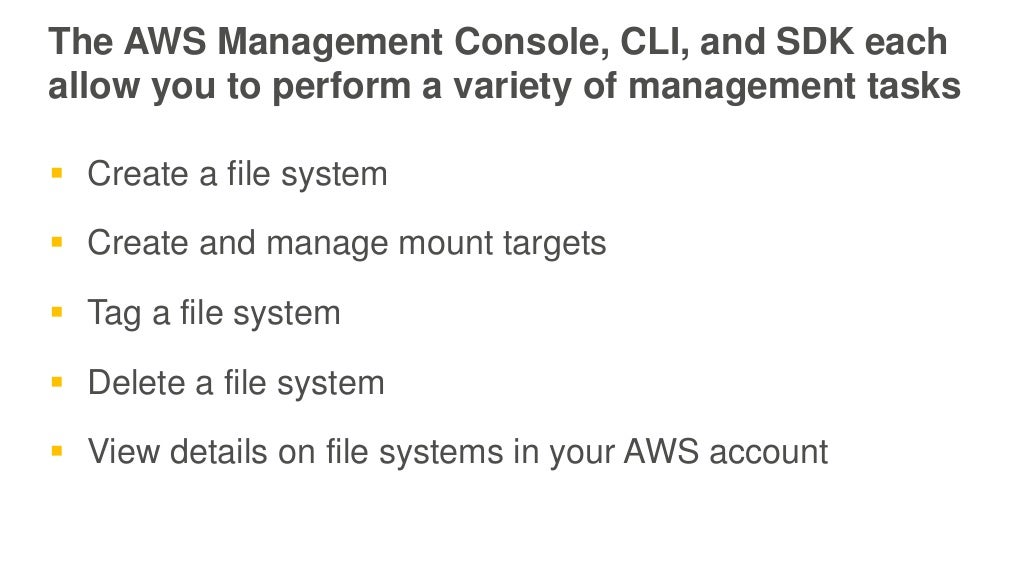 The AWS Management Console, CLI, and SDK each
allow you to perform a variety of management tasks
▪ Create a file system
▪ Create and manage mount targets
▪ Tag a file system
▪ Delete a file system
▪ View details on file systems in your AWS account